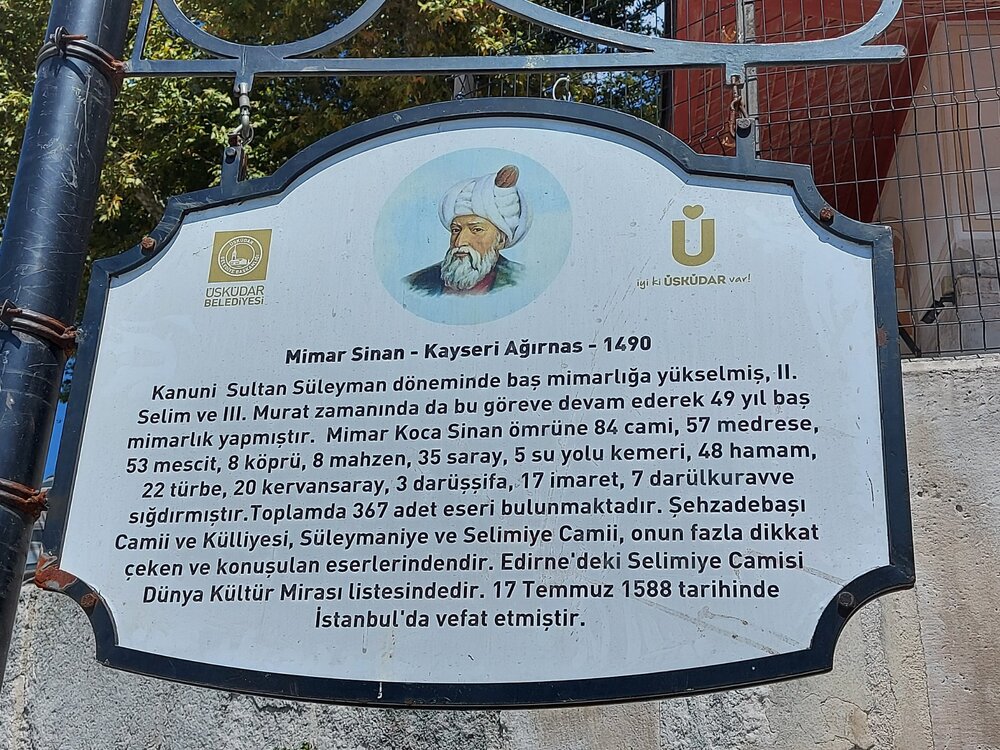 ÜSKÜDAR
BELEDİYESİ
Ü
iyi ki ÜSKÜDAR var!
Mimar Sinan - Kayseri Ağırnas - 1490
Kanuni Sultan Süleyman döneminde baş mimarlığa yükselmiş, II.
Selim ve III. Murat zamanında da bu göreve devam ederek 49 yıl baş
mimarlık yapmıştır. Mimar Koca Sinan ömrüne 84 cami, 57 medrese,
53 mescit, 8 köprü, 8 mahzen, 35 saray, 5 su yolu kemeri, 48 hamam,
22 türbe, 20 kervansaray, 3 darüşşifa, 17 imaret, 7 darülkuravve
sığdırmıştır.Toplamda 367 adet eseri bulunmaktadır. Şehzadebaşı
Camii ve Külliyesi, Süleymaniye ve Selimiye Camii, onun fazla dikkat
çeken ve konuşulan eserlerindendir. Edirne'deki Selimiye Camisi
Dünya Kültür Mirası listesindedir. 17 Temmuz 1588 tarihinde
İstanbul'da vefat etmiştir.